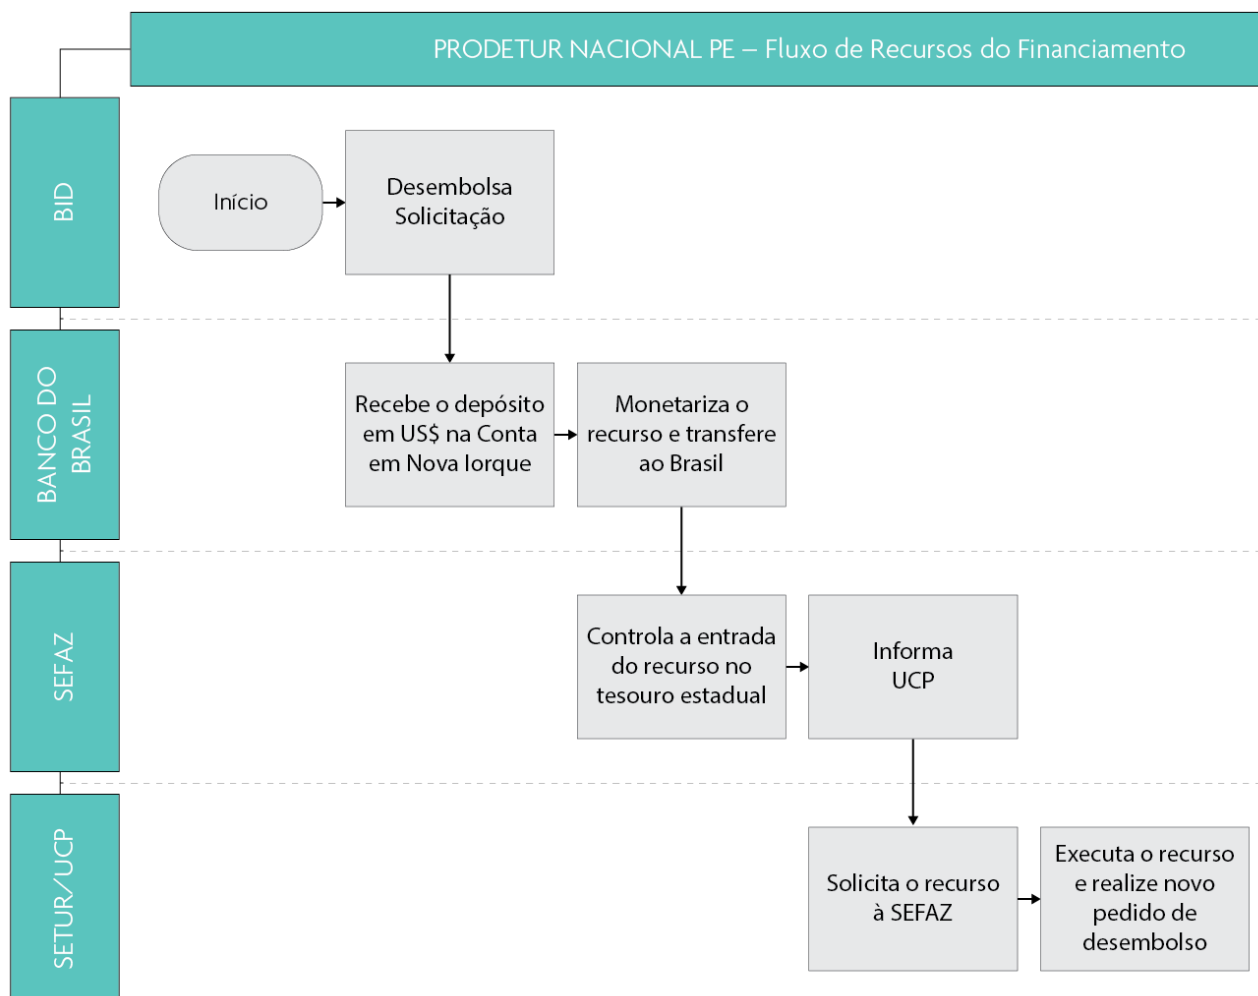 PRODETUR NACIONAL PE – Fluxo de Recursos do Financiamento
BID
Início
Desembolsa
Solicitação
BANCO DO
BRASIL
Recebe o depósito
em US$ na Conta
em Nova Iorque
Monetariza o
recurso e transfere
ao Brasil
SEFAZ
Controla a entrada
do recurso no
tesouro estadual
Informa
UCP
SETUR/UCP
Solicita o recurso
à SEFAZ
Executa o recurso
e realize novo
pedido de
desembolso